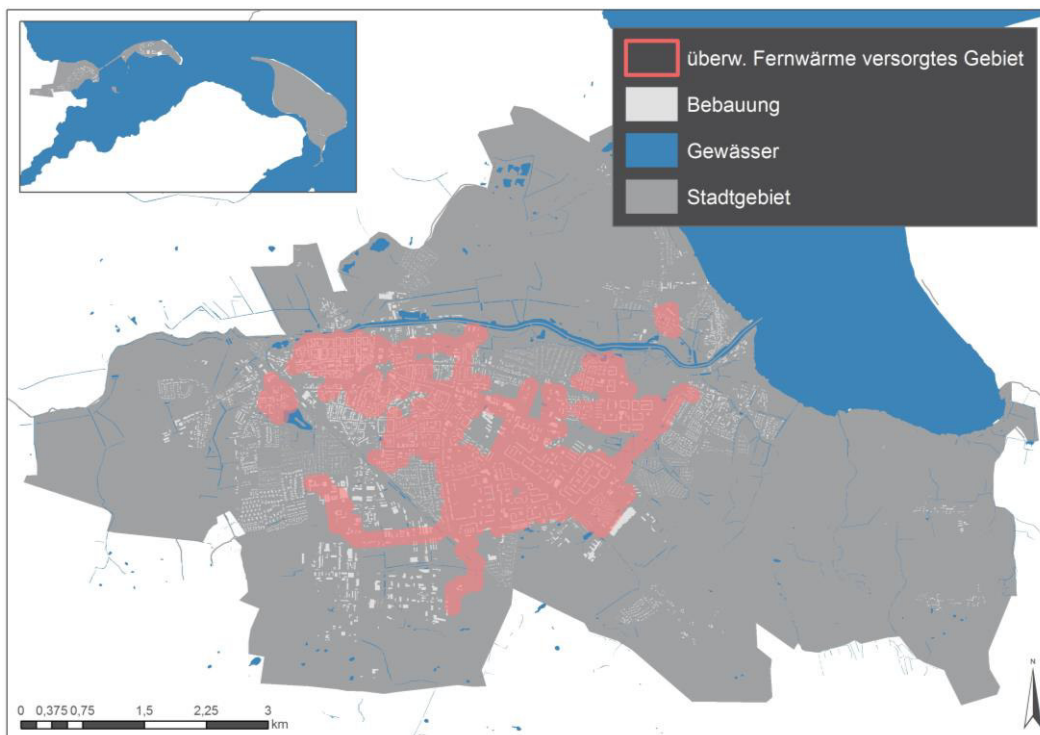 überw. Fernwärme versorgtes Gebiet
Bebauung
Gewässer
Stadtgebiet
0 0,375 0,75 1,5 2,25 3
km
N